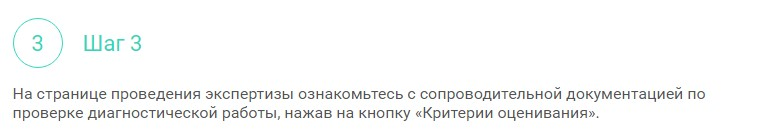 3 Шаг 3
На странице проведения экспертизы ознакомьтесь с сопроводительной документацией по
проверке диагностической работы, нажав на кнопку «Критерии оценивания».